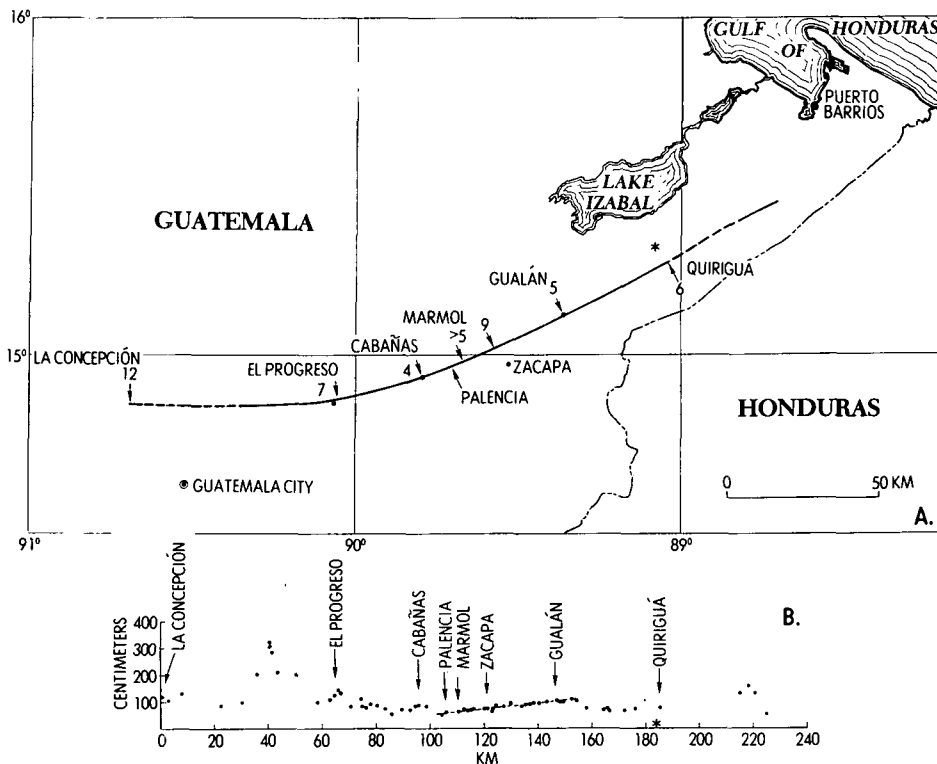 16°
GULF
OF
HONDURAS
PUERTO
BARRIOS
LAKE
IZABAL
GUATEMALA
*
QUIRIGUÁ
6
GUALÁN 5
MARMOL
>5
9
CABAÑAS
4
15°
ZACAPA
LA CONCEPCIÓN
12
EL PROGRESO
7
PALENCIA
HONDURAS
GUATEMALA CITY
0 50 KM
A.
91° 90° 89°
B.
CENTIMETERS
400
300
200
100
0
LA CONCEPCIÓN
EL PROGRESO
CABAÑAS
PALENCIA
MARMOL
ZACAPA
GUALÁN
QUIRIGUÁ
*
0 20 40 60 80 100 120 140 160 180 200 220 240
KM KM